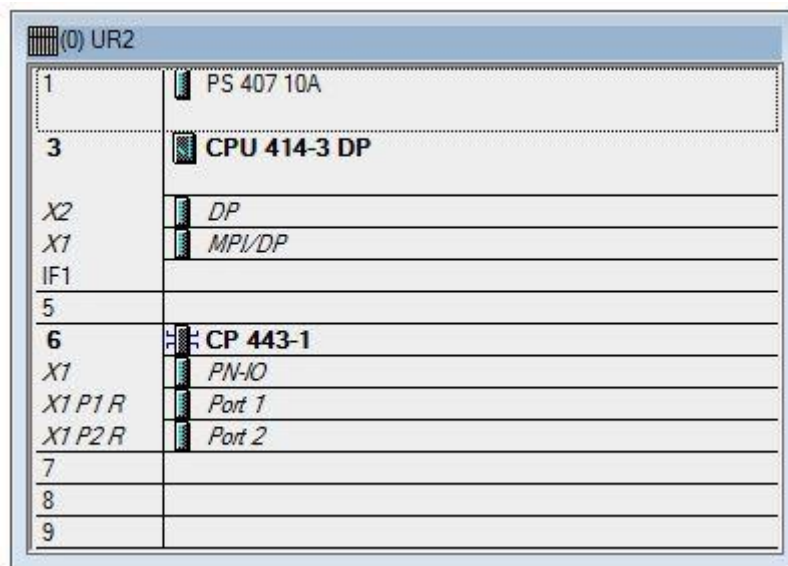 (0) UR2
1 PS 407 10A
3 CPU 414-3 DP
X2 DP
X1 MPI/DP
IF1
5
6 CP 443-1
X1 PN-IO
X1 P1 R Port 1
X1 P2 R Port 2
7
8
9